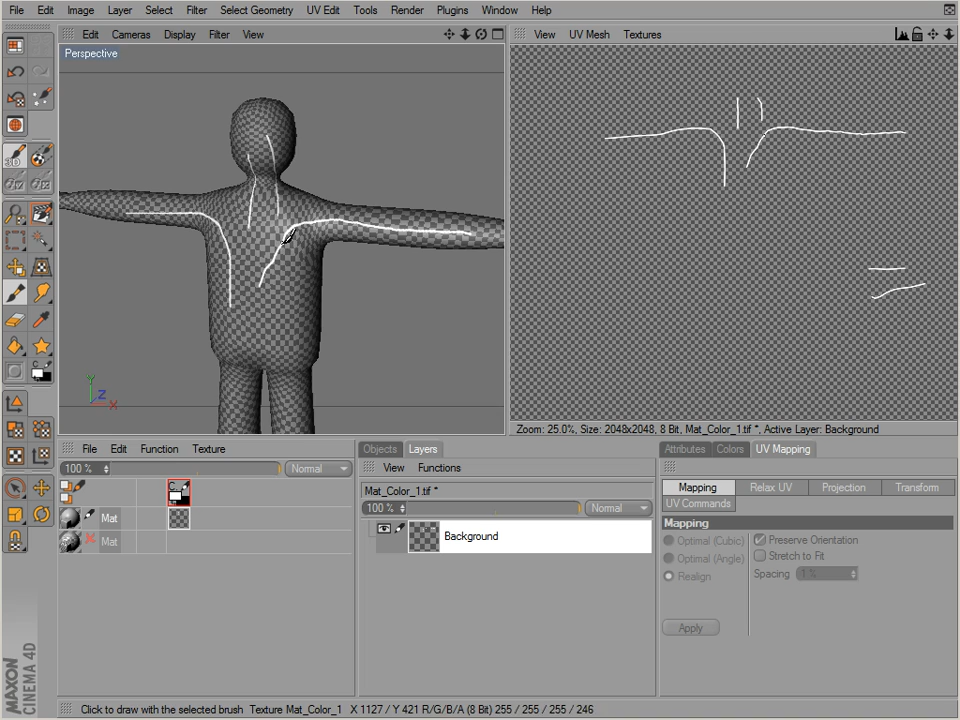 File Edit Image Layer Select Filter Select Geometry UV Edit Tools Render Plugins Window Help
Edit Cameras Display Filter View
View UV Mesh Textures
Perspective
3D
C
Y
Z
X
Zoom: 25.0%, Size: 2048x2048, 8 Bit, Mat_Color_1.tif *, Active Layer: Background
File Edit Function Texture
100 % Normal
C
Mat
Mat
Objects Layers
View Functions
Mat_Color_1.tif *
100 % Normal
Background
Attributes Colors UV Mapping
Mapping Relax UV Projection Transform
UV Commands
Mapping
Optimal (Cubic) Preserve Orientation
Optimal (Angle) Stretch to Fit
Realign Spacing 1 %
Apply
MAXON
CINEMA 4D
Click to draw with the selected brush Texture Mat_Color_1 X 1127 / Y 421 R/G/B/A (8 Bit) 255 / 255 / 255 / 246